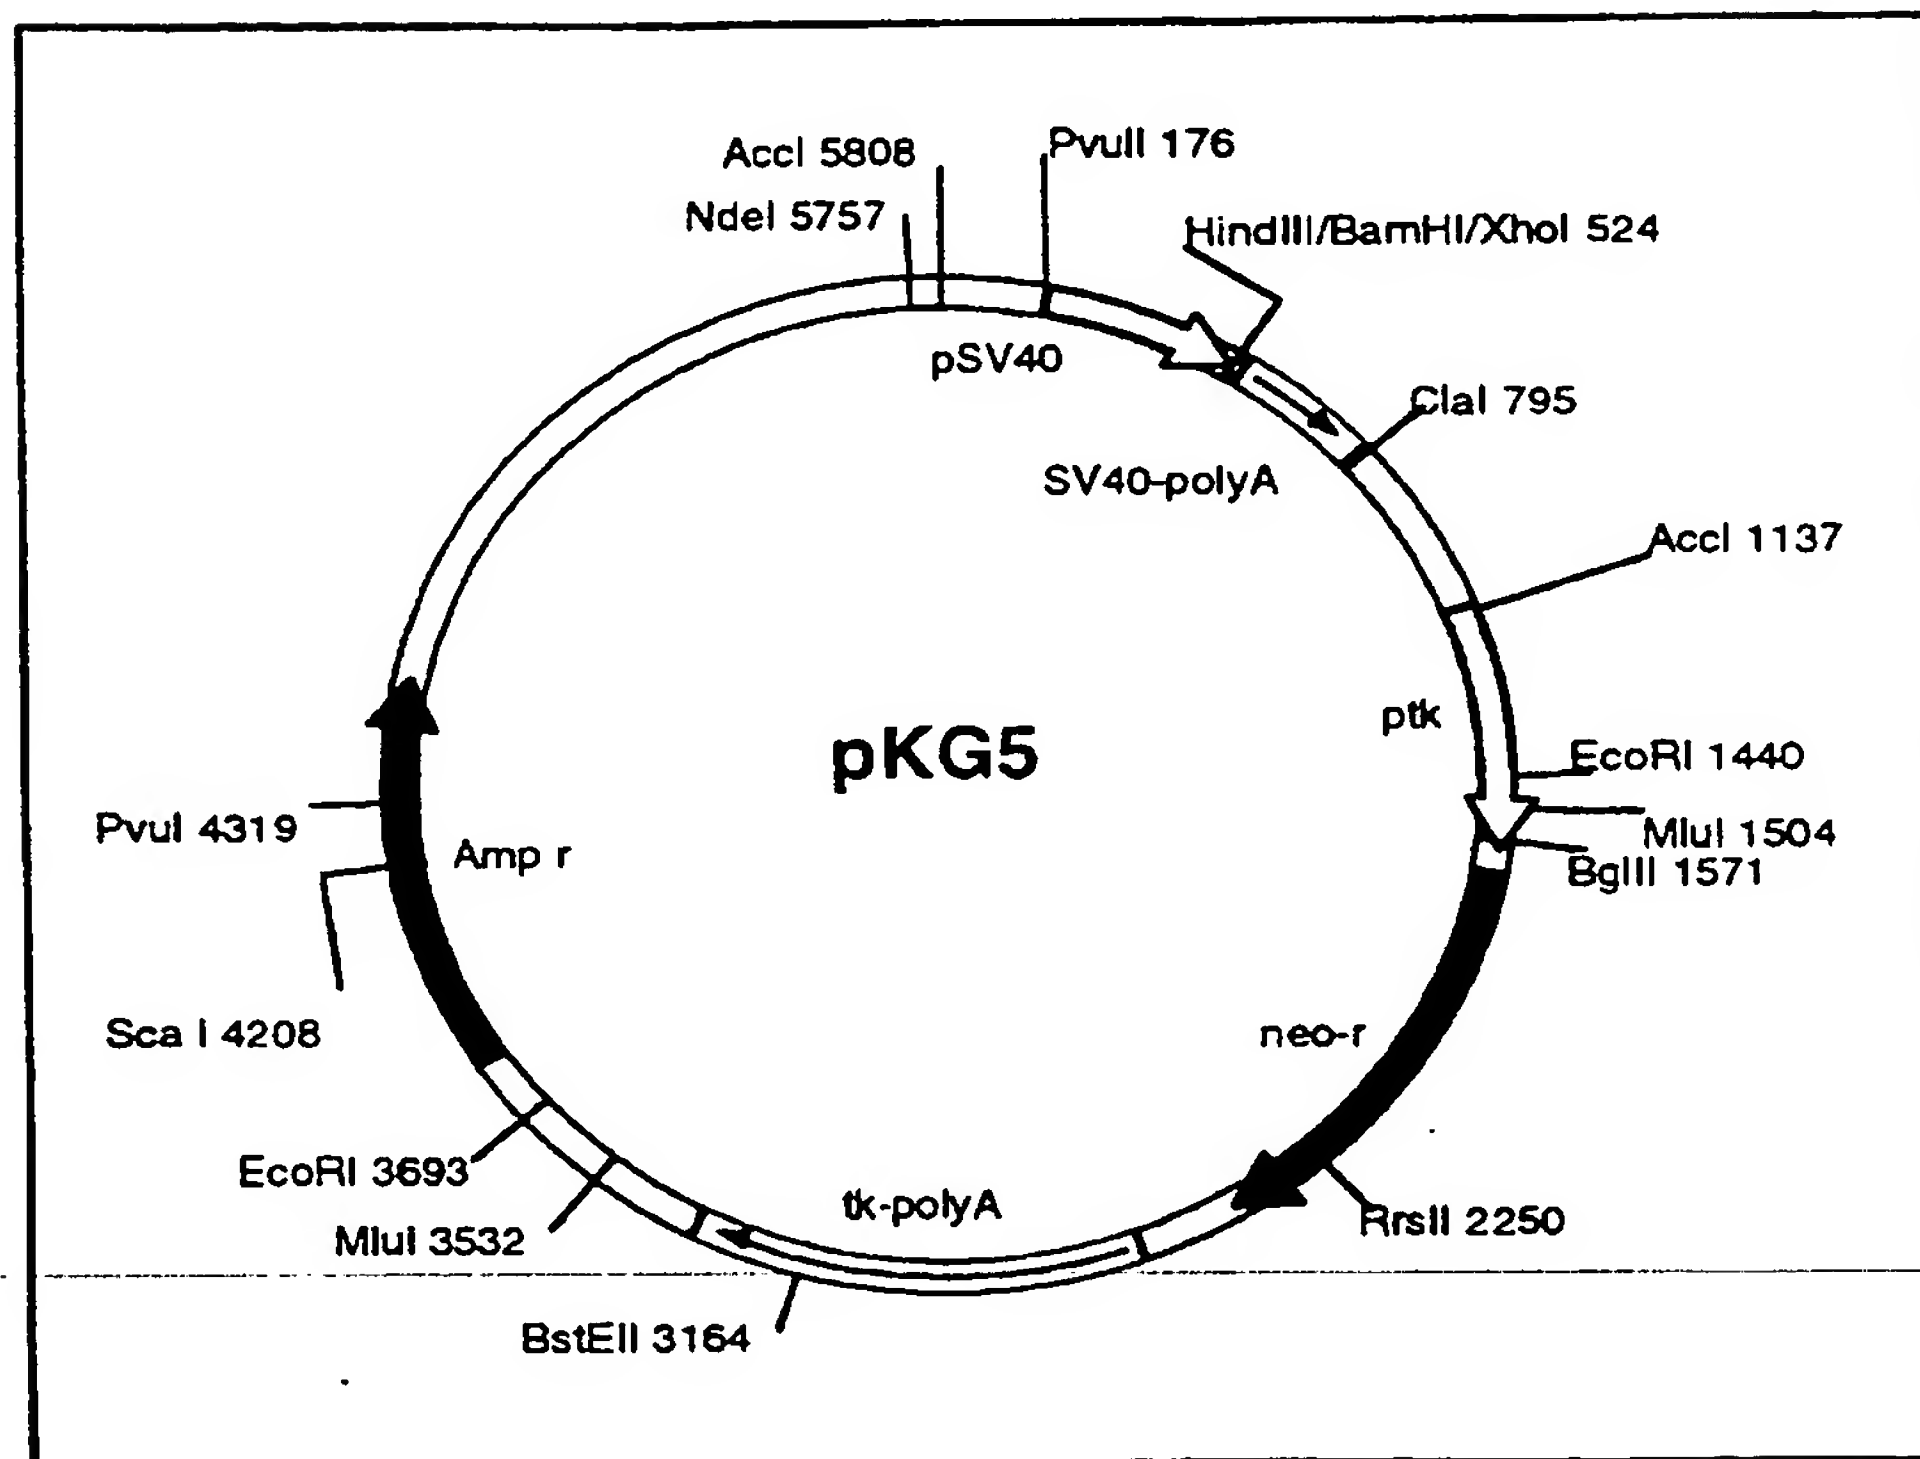 AccI 5808
PvuII 176
NdeI 5757
HindIII/BamHI/XhoI 524
pSV40
ClaI 795
SV40-polyA
AccI 1137
ptk
pKG5
EcoRI 1440
PvuI 4319
MluI 1504
Amp r
BglII 1571
Sca I 4208
neo-r
EcoRI 3693
tk-polyA
RrsII 2250
MluI 3532
BstEII 3164